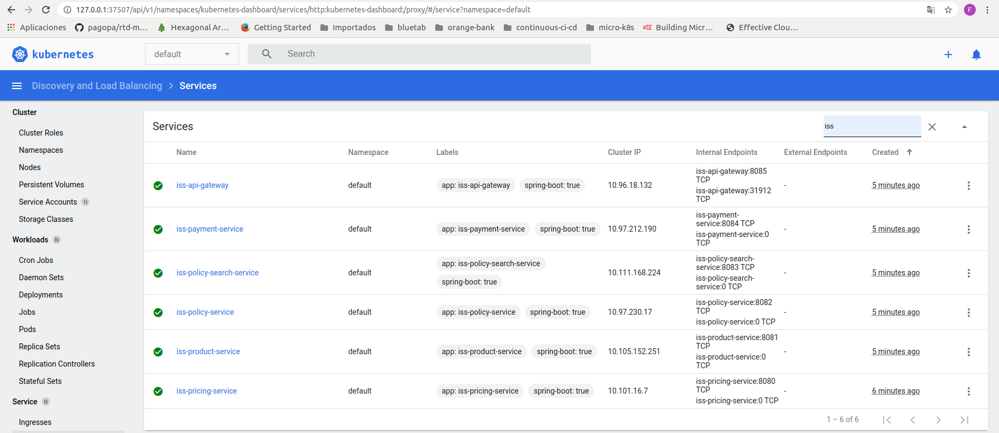 127.0.0.1:37507/api/v1/namespaces/kubernetes-dashboard/services/http:kubernetes-dashboard:/proxy/#/service?namespace=default
F
Aplicaciones pagopa/rtd-m... Hexagonal Ar... Getting Started Importados bluetab orange-bank continuous-ci-cd micro-k8s Building Micr... Effective Clou...
kubernetes default Search
Discovery and Load Balancing Services
Cluster
Cluster Roles
Namespaces
Nodes
Persistent Volumes
Service Accounts N
Storage Classes
Workloads N
Cron Jobs
Daemon Sets
Deployments
Jobs
Pods
Replica Sets
Replication Controllers
Stateful Sets
Service N
Ingresses
Services iss
Name Namespace Labels Cluster IP Internal Endpoints External Endpoints Created
iss-api-gateway default app: iss-api-gateway spring-boot: true 10.96.18.132 iss-api-gateway:8085
TCP
iss-api-gateway:31912
TCP
- 5 minutes ago
iss-payment-service default app: iss-payment-service spring-boot: true 10.97.212.190 iss-payment-
service:8084 TCP
iss-payment-service:0
TCP
- 5 minutes ago
iss-policy-search-service default app: iss-policy-search-service
spring-boot: true
10.111.168.224 iss-policy-search-
service:8083 TCP
iss-policy-search-
service:0 TCP
- 5 minutes ago
iss-policy-service default app: iss-policy-service spring-boot: true 10.97.230.17 iss-policy-service:8082
TCP
iss-policy-service:0 TCP
- 5 minutes ago
iss-product-service default app: iss-product-service spring-boot: true 10.105.152.251 iss-product-service:8081
TCP
iss-product-service:0
TCP
- 5 minutes ago
iss-pricing-service default app: iss-pricing-service spring-boot: true 10.101.16.7 iss-pricing-service:8080
TCP
iss-pricing-service:0 TCP
- 6 minutes ago
1 – 6 of 6